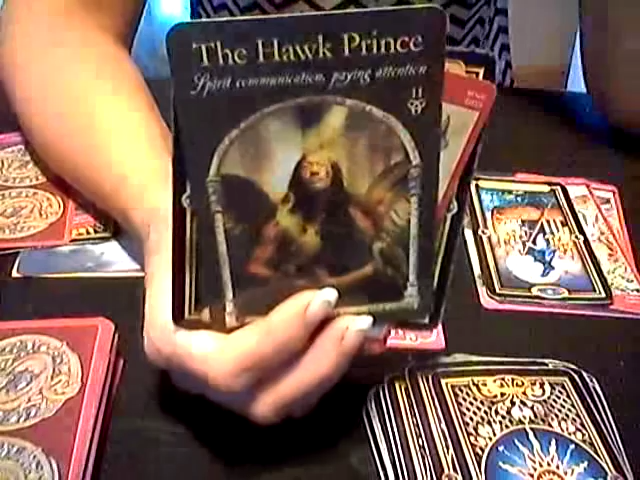 The Hawk Prince
Spirit communication, paying attention
11